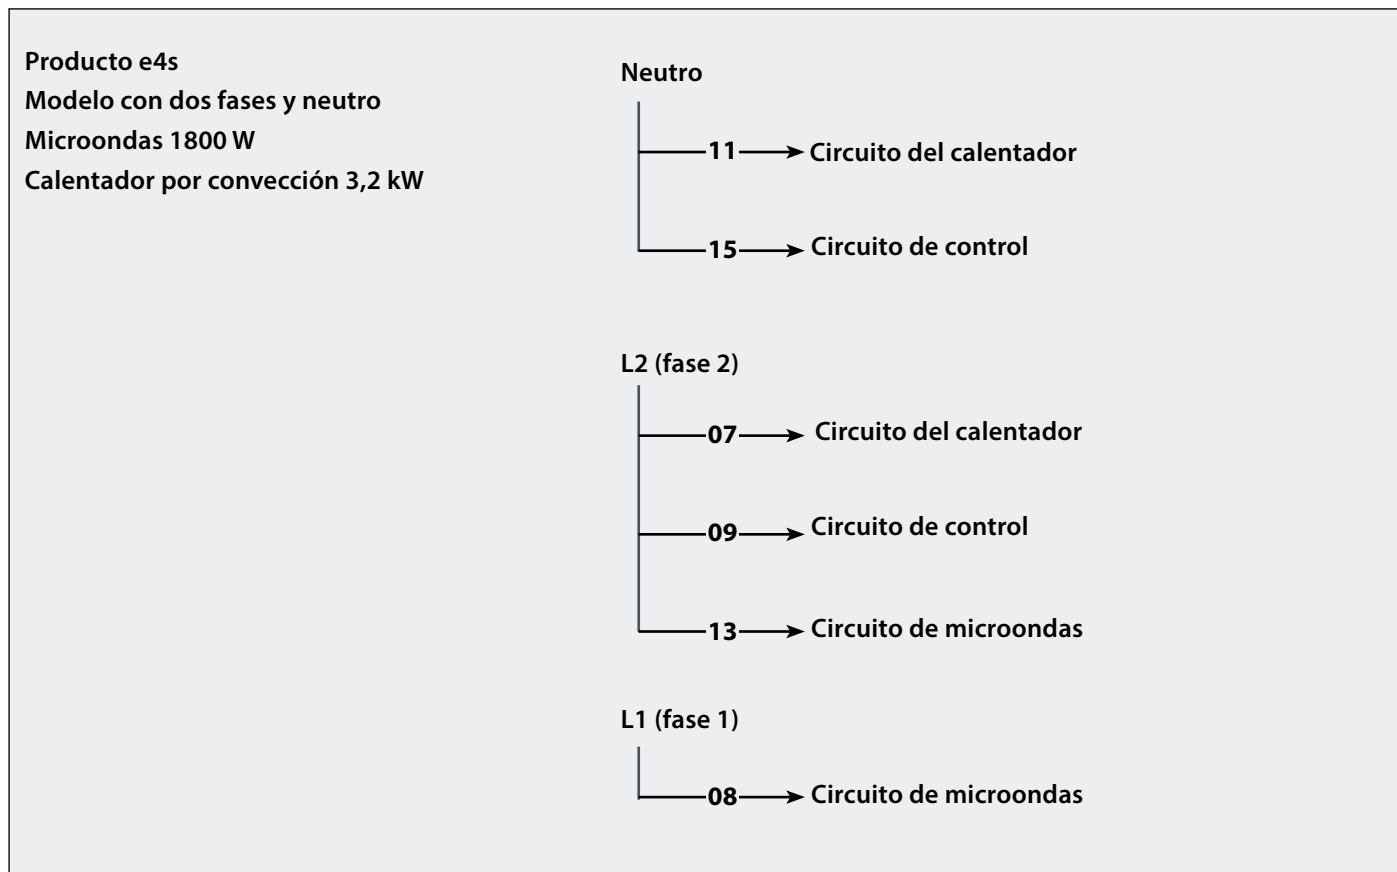 Producto e4s
Modelo con dos fases y neutro
Microondas 1800 W
Calentador por convección 3,2 kW
Neutro
11 Circuito del calentador
15 Circuito de control
L2 (fase 2)
07 Circuito del calentador
09 Circuito de control
13 Circuito de microondas
L1 (fase 1)
08 Circuito de microondas